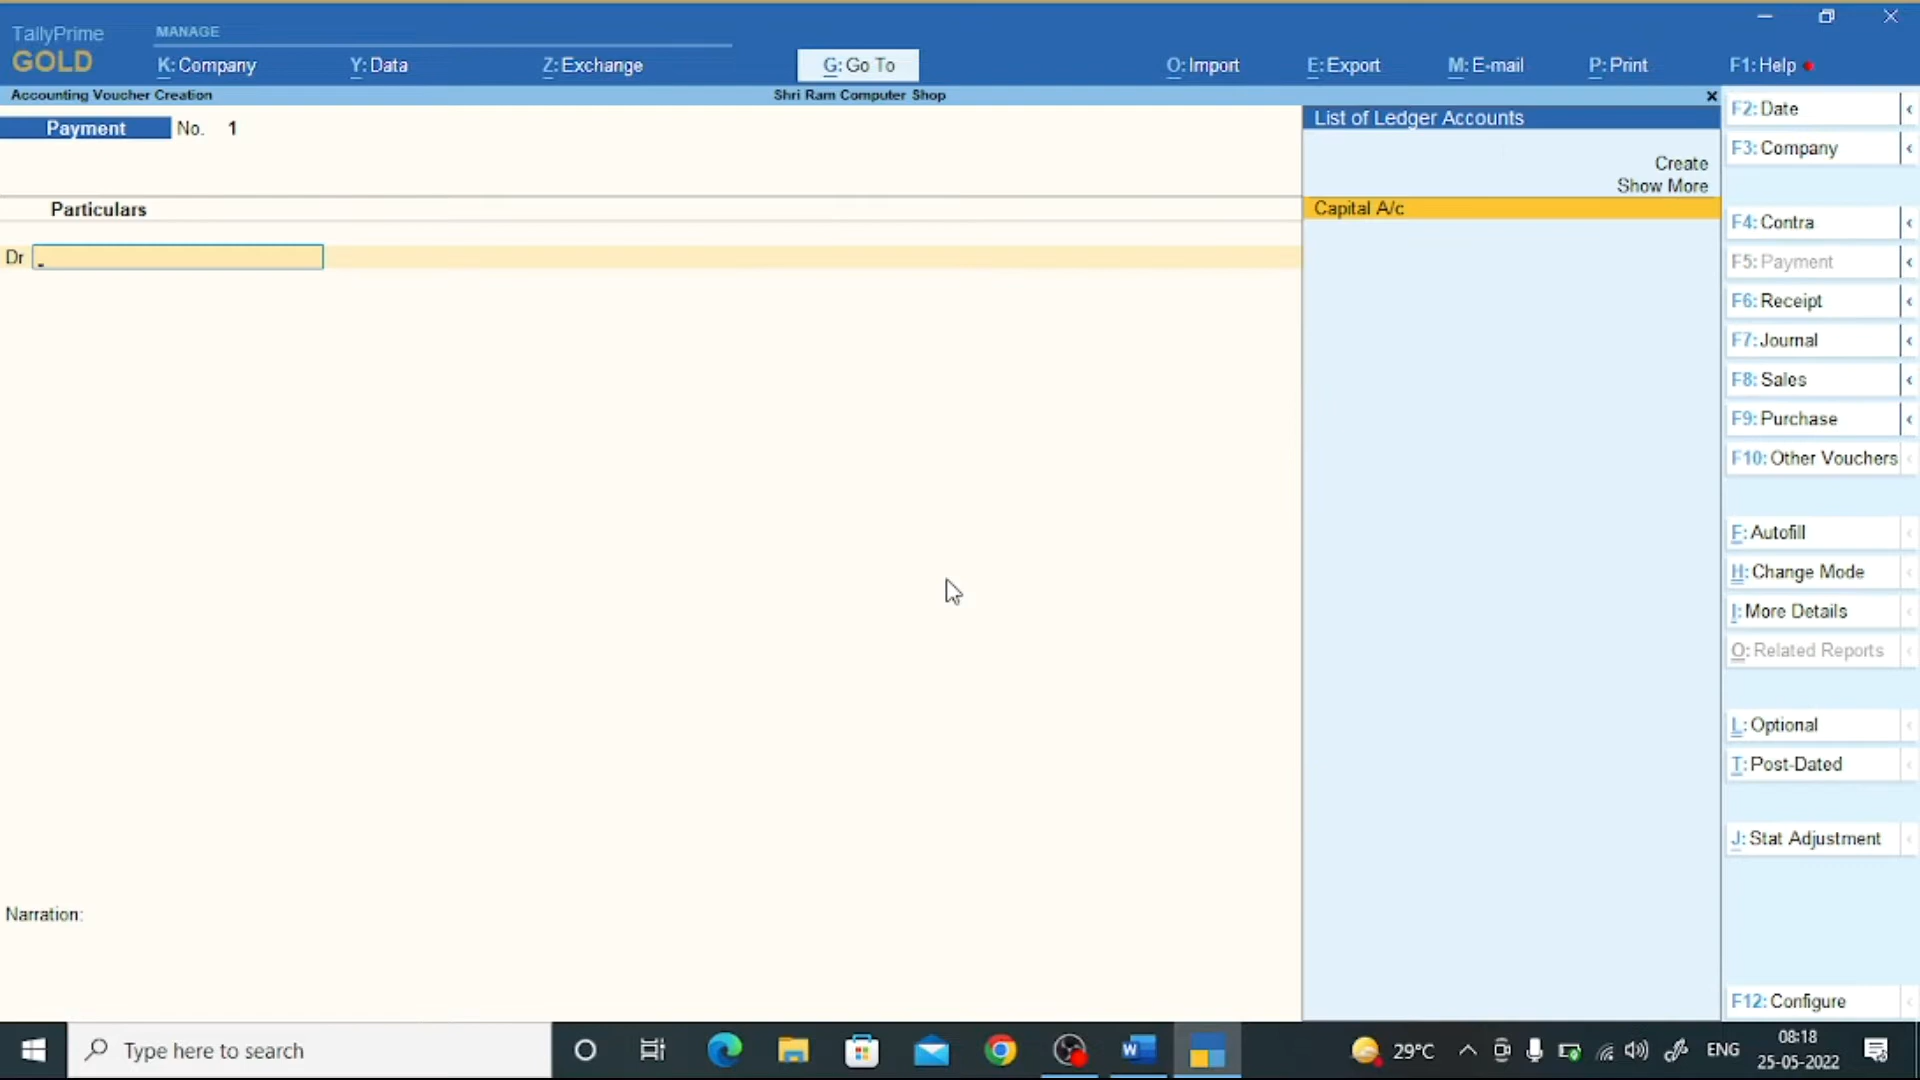 TallyPrime
GOLD
MANAGE
K: Company
Y: Data
Z: Exchange
G: Go To
O: Import
E: Export
M: E-mail
P: Print
F1: Help
Accounting Voucher Creation
Shri Ram Computer Shop
Payment No. 1
Particulars
Dr
Narration:
List of Ledger Accounts
Create
Show More
Capital A/c
F2: Date
F3: Company
F4: Contra
F5: Payment
F6: Receipt
F7: Journal
F8: Sales
F9: Purchase
F10: Other Vouchers
F: Autofill
H: Change Mode
I: More Details
O: Related Reports
L: Optional
T: Post-Dated
J: Stat Adjustment
F12: Configure
Type here to search
29°C
ENG
08:18
25-05-2022